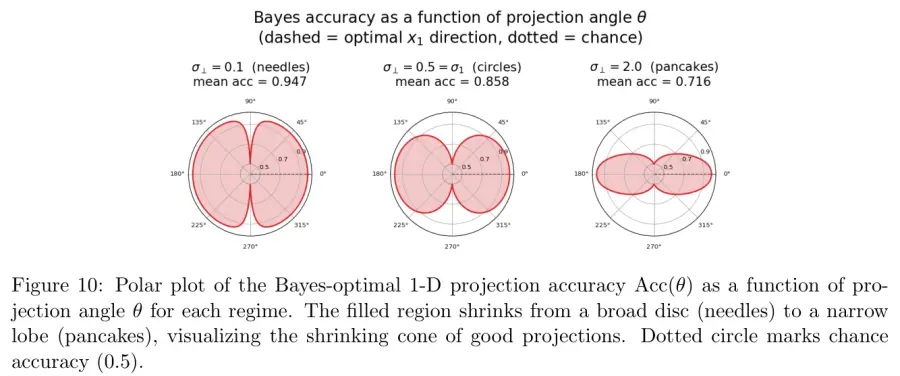 Bayes accuracy as a function of projection angle θ
(dashed = optimal x₁ direction, dotted = chance)
σ⊥ = 0.1 (needles)
mean acc = 0.947
90°
135°
45°
180°
0.5
0.7
0.9
0°
225°
315°
270°
σ⊥ = 0.5 = σ₁ (circles)
mean acc = 0.858
90°
135°
45°
180°
0.5
0.7
0.9
0°
225°
315°
270°
σ⊥ = 2.0 (pancakes)
mean acc = 0.716
90°
135°
45°
180°
0.5
0.7
0.9
0°
225°
315°
270°
Figure 10: Polar plot of the Bayes-optimal 1-D projection accuracy Acc(θ) as a function of pro-
jection angle θ for each regime. The filled region shrinks from a broad disc (needles) to a narrow
lobe (pancakes), visualizing the shrinking cone of good projections. Dotted circle marks chance
accuracy (0.5).